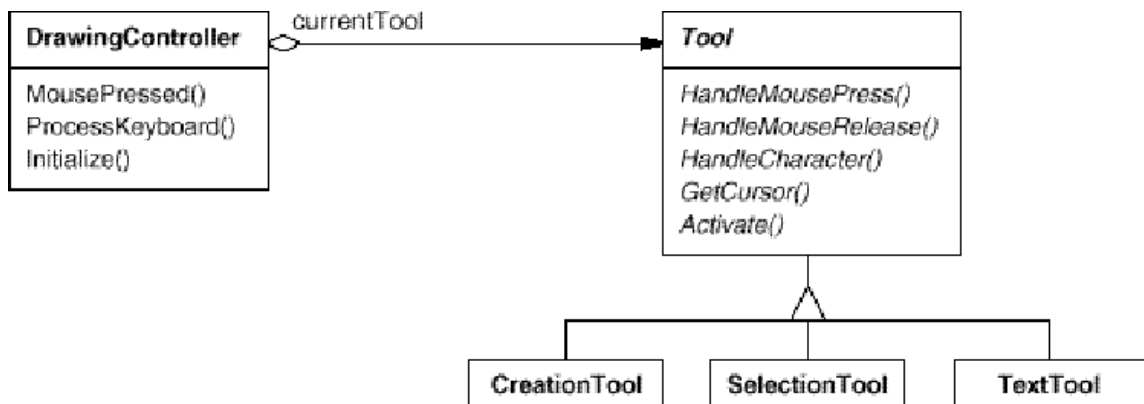 DrawingController
MousePressed()
ProcessKeyboard()
Initialize()
currentTool
Tool
HandleMousePress()
HandleMouseRelease()
HandleCharacter()
GetCursor()
Activate()
CreationTool
SelectionTool
TextTool